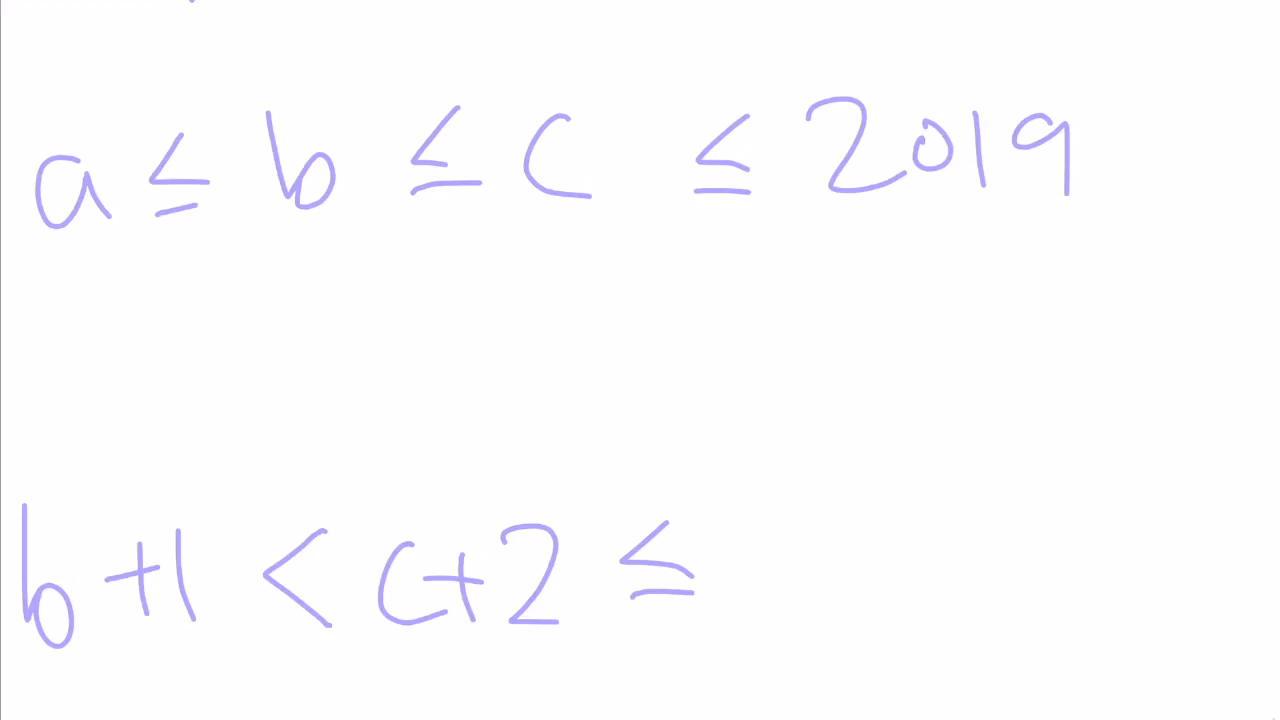 a ≤ b ≤ c ≤ 2019
b+1 < c+2 ≤